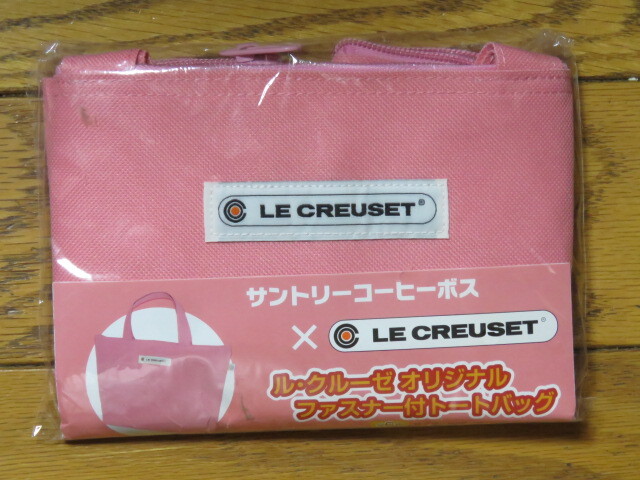 LE CREUSET®
サントリーコーヒーボス
× LE CREUSET®
ル・クルーゼ オリジナル
ファスナー付トートバッグ